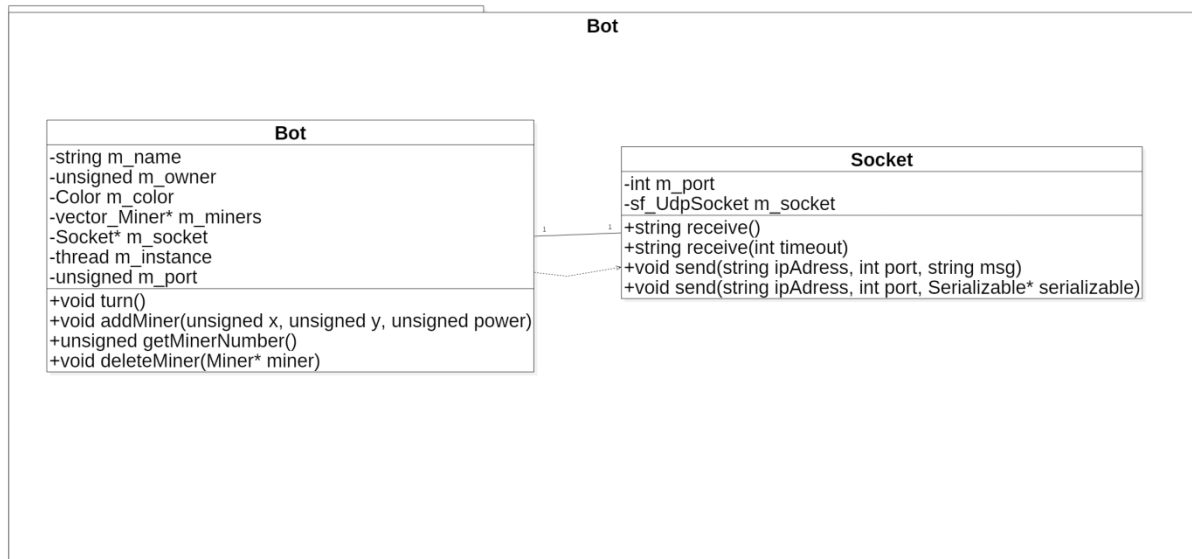 Bot
Bot
-string m_name
-unsigned m_owner
-Color m_color
-vector_Miner* m_miners
-Socket* m_socket
-thread m_instance
-unsigned m_port
+void turn()
+void addMiner(unsigned x, unsigned y, unsigned power)
+unsigned getMinerNumber()
+void deleteMiner(Miner* miner)
1
1
Socket
-int m_port
-sf_UdpSocket m_socket
+string receive()
+string receive(int timeout)
+void send(string ipAdress, int port, string msg)
+void send(string ipAdress, int port, Serializable* serializable)